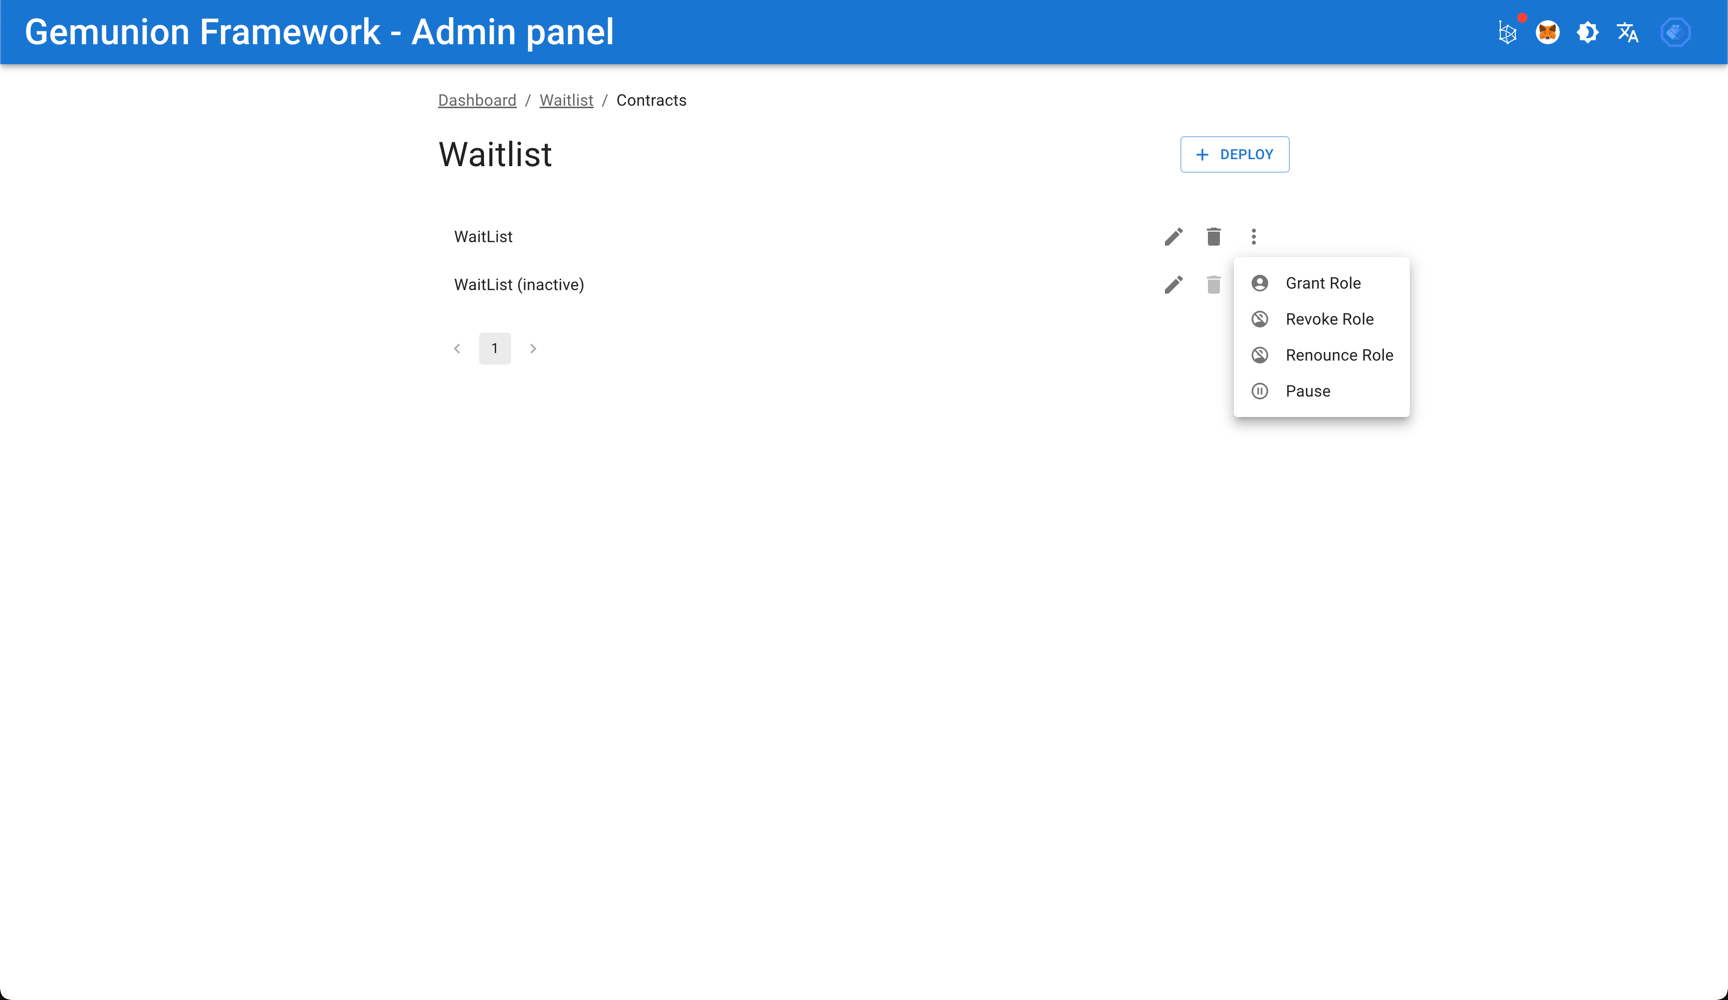 Gemunion Framework - Admin panel
Dashboard / Waitlist / Contracts
Waitlist
DEPLOY
WaitList
WaitList (inactive)
Grant Role
Revoke Role
Renounce Role
Pause
1